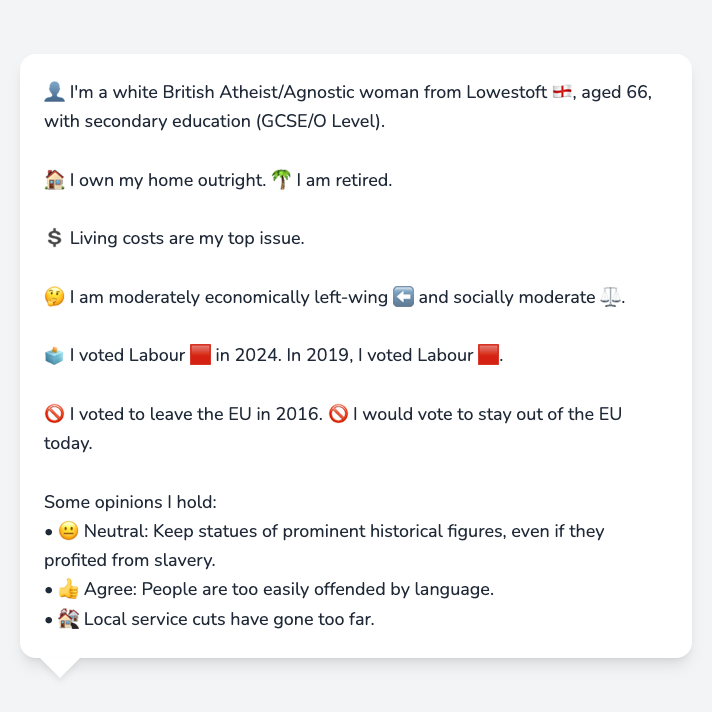 👤 I'm a white British Atheist/Agnostic woman from Lowestoft 🏴󠁧󠁢󠁥󠁮󠁧󠁿, aged 66,
with secondary education (GCSE/O Level).
🏠 I own my home outright. 🌴 I am retired.
💲 Living costs are my top issue.
🤔 I am moderately economically left-wing ⬅️ and socially moderate ⚖️.
🗳️ I voted Labour 🟥 in 2024. In 2019, I voted Labour 🟥.
🚫 I voted to leave the EU in 2016. 🚫 I would vote to stay out of the EU
today.
Some opinions I hold:
• 😐 Neutral: Keep statues of prominent historical figures, even if they
profited from slavery.
• 👍 Agree: People are too easily offended by language.
• 🏚️ Local service cuts have gone too far.